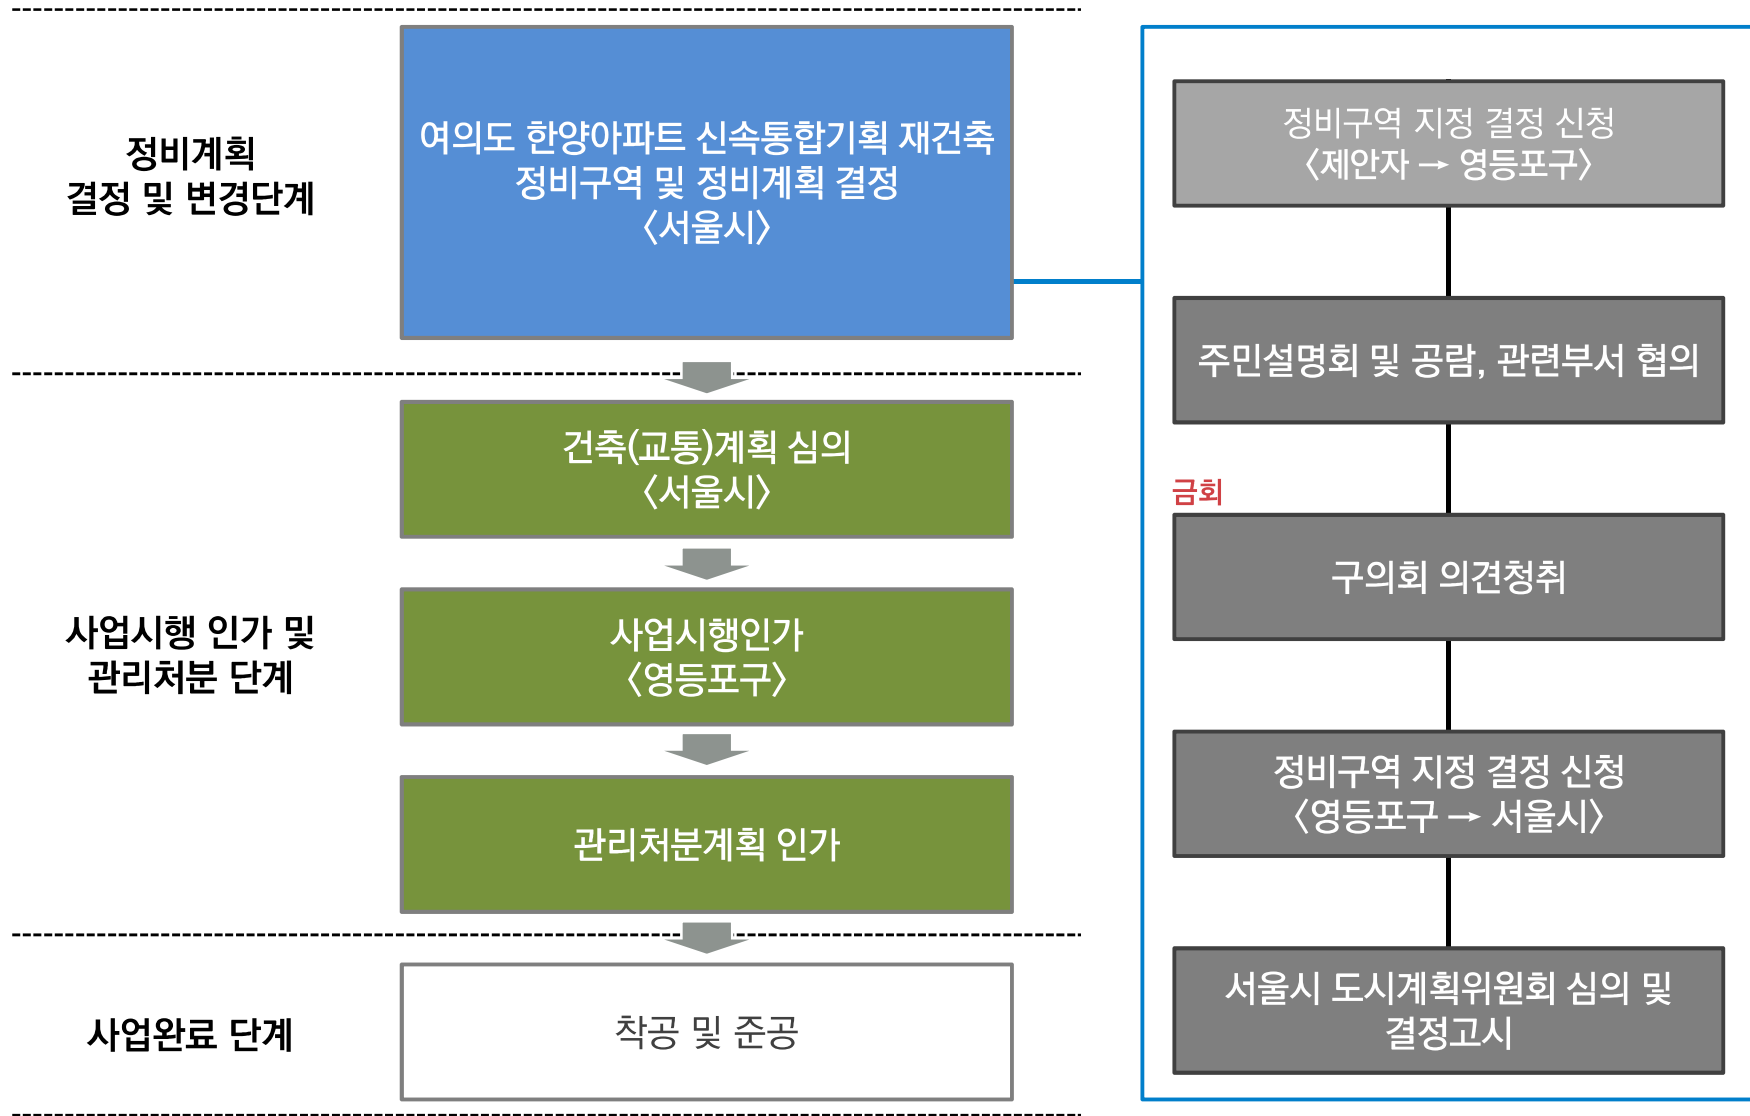 정비계획
결정 및 변경단계
여의도 한양아파트 신속통합기획 재건축
정비구역 및 정비계획 결정
〈서울시〉
사업시행 인가 및
관리처분 단계
건축(교통)계획 심의
〈서울시〉
사업시행인가
〈영등포구〉
관리처분계획 인가
사업완료 단계
착공 및 준공
정비구역 지정 결정 신청
〈제안자 → 영등포구〉
주민설명회 및 공람, 관련부서 협의
금회
구의회 의견청취
정비구역 지정 결정 신청
〈영등포구 → 서울시〉
서울시 도시계획위원회 심의 및
결정고시